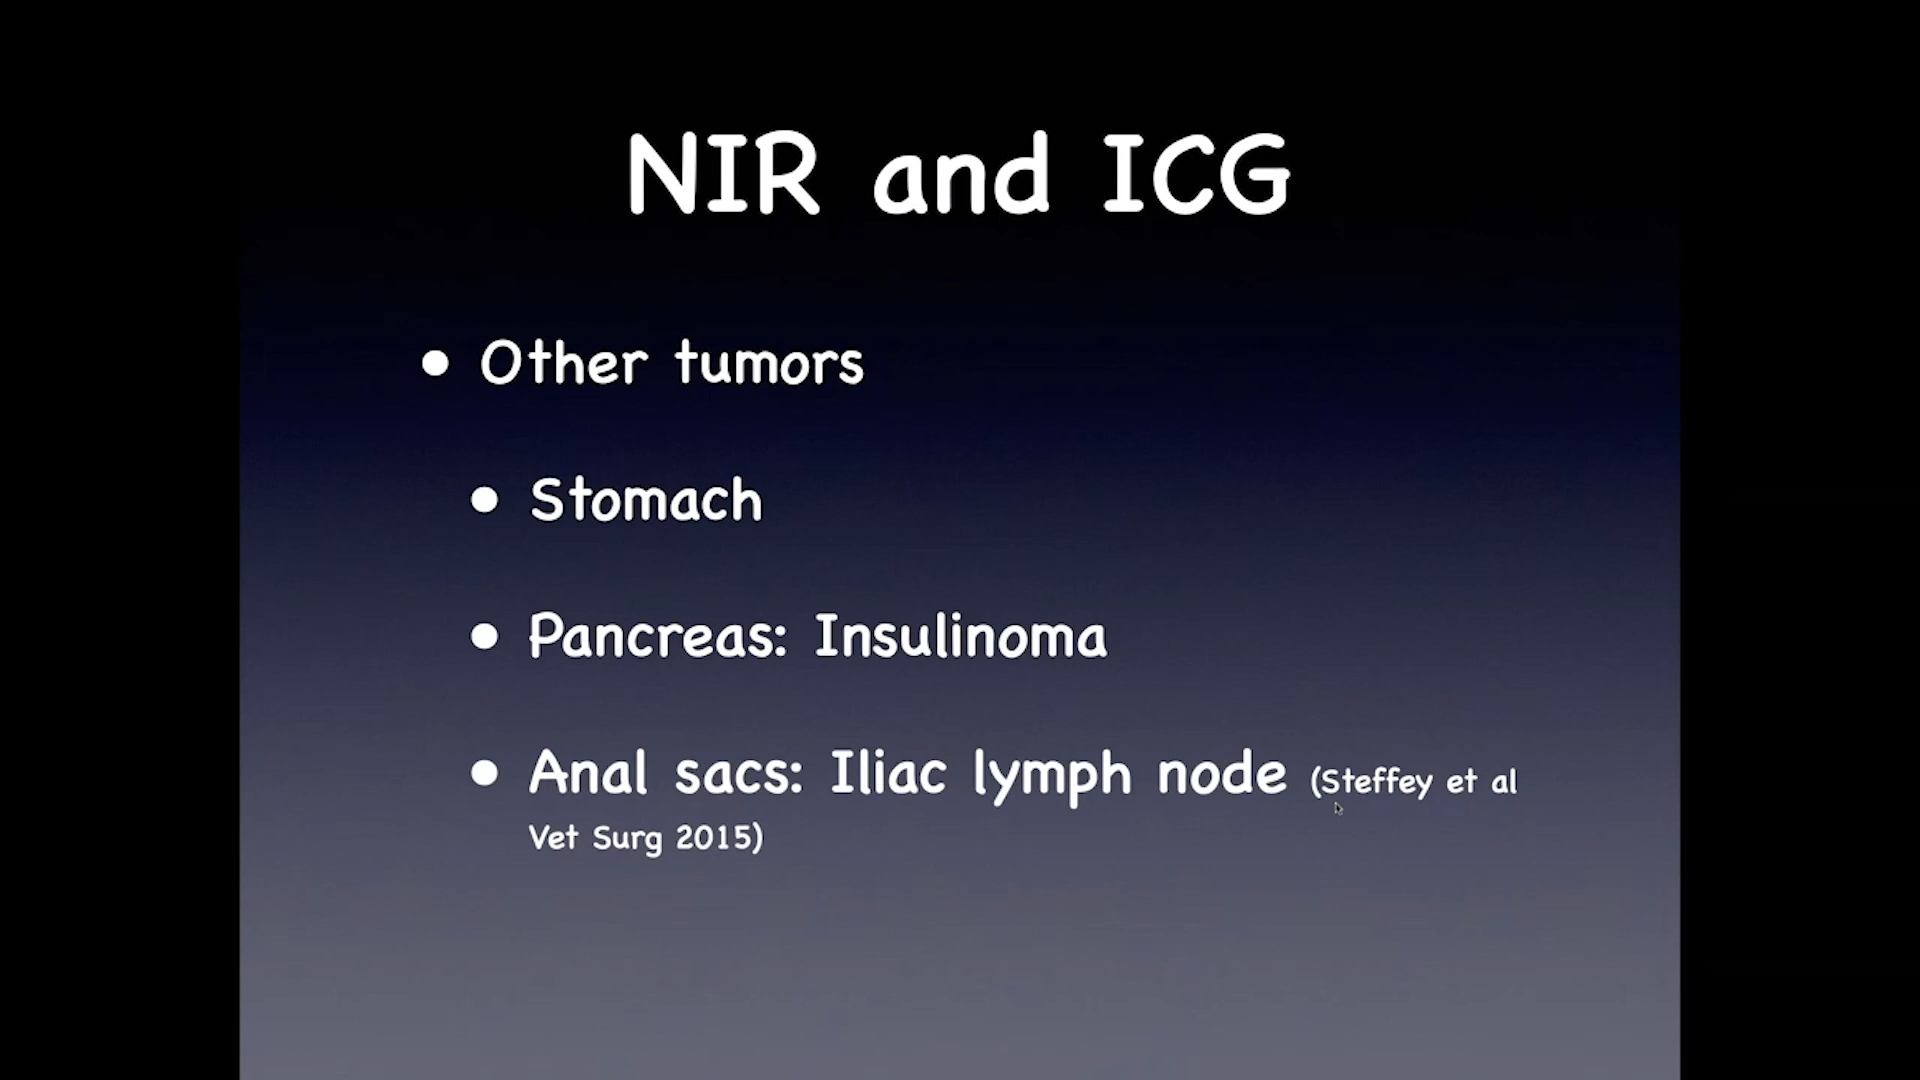 NIR and ICG
• Other tumors
• Stomach
• Pancreas: Insulinoma
• Anal sacs: Iliac lymph node (Steffey et al
Vet Surg 2015)